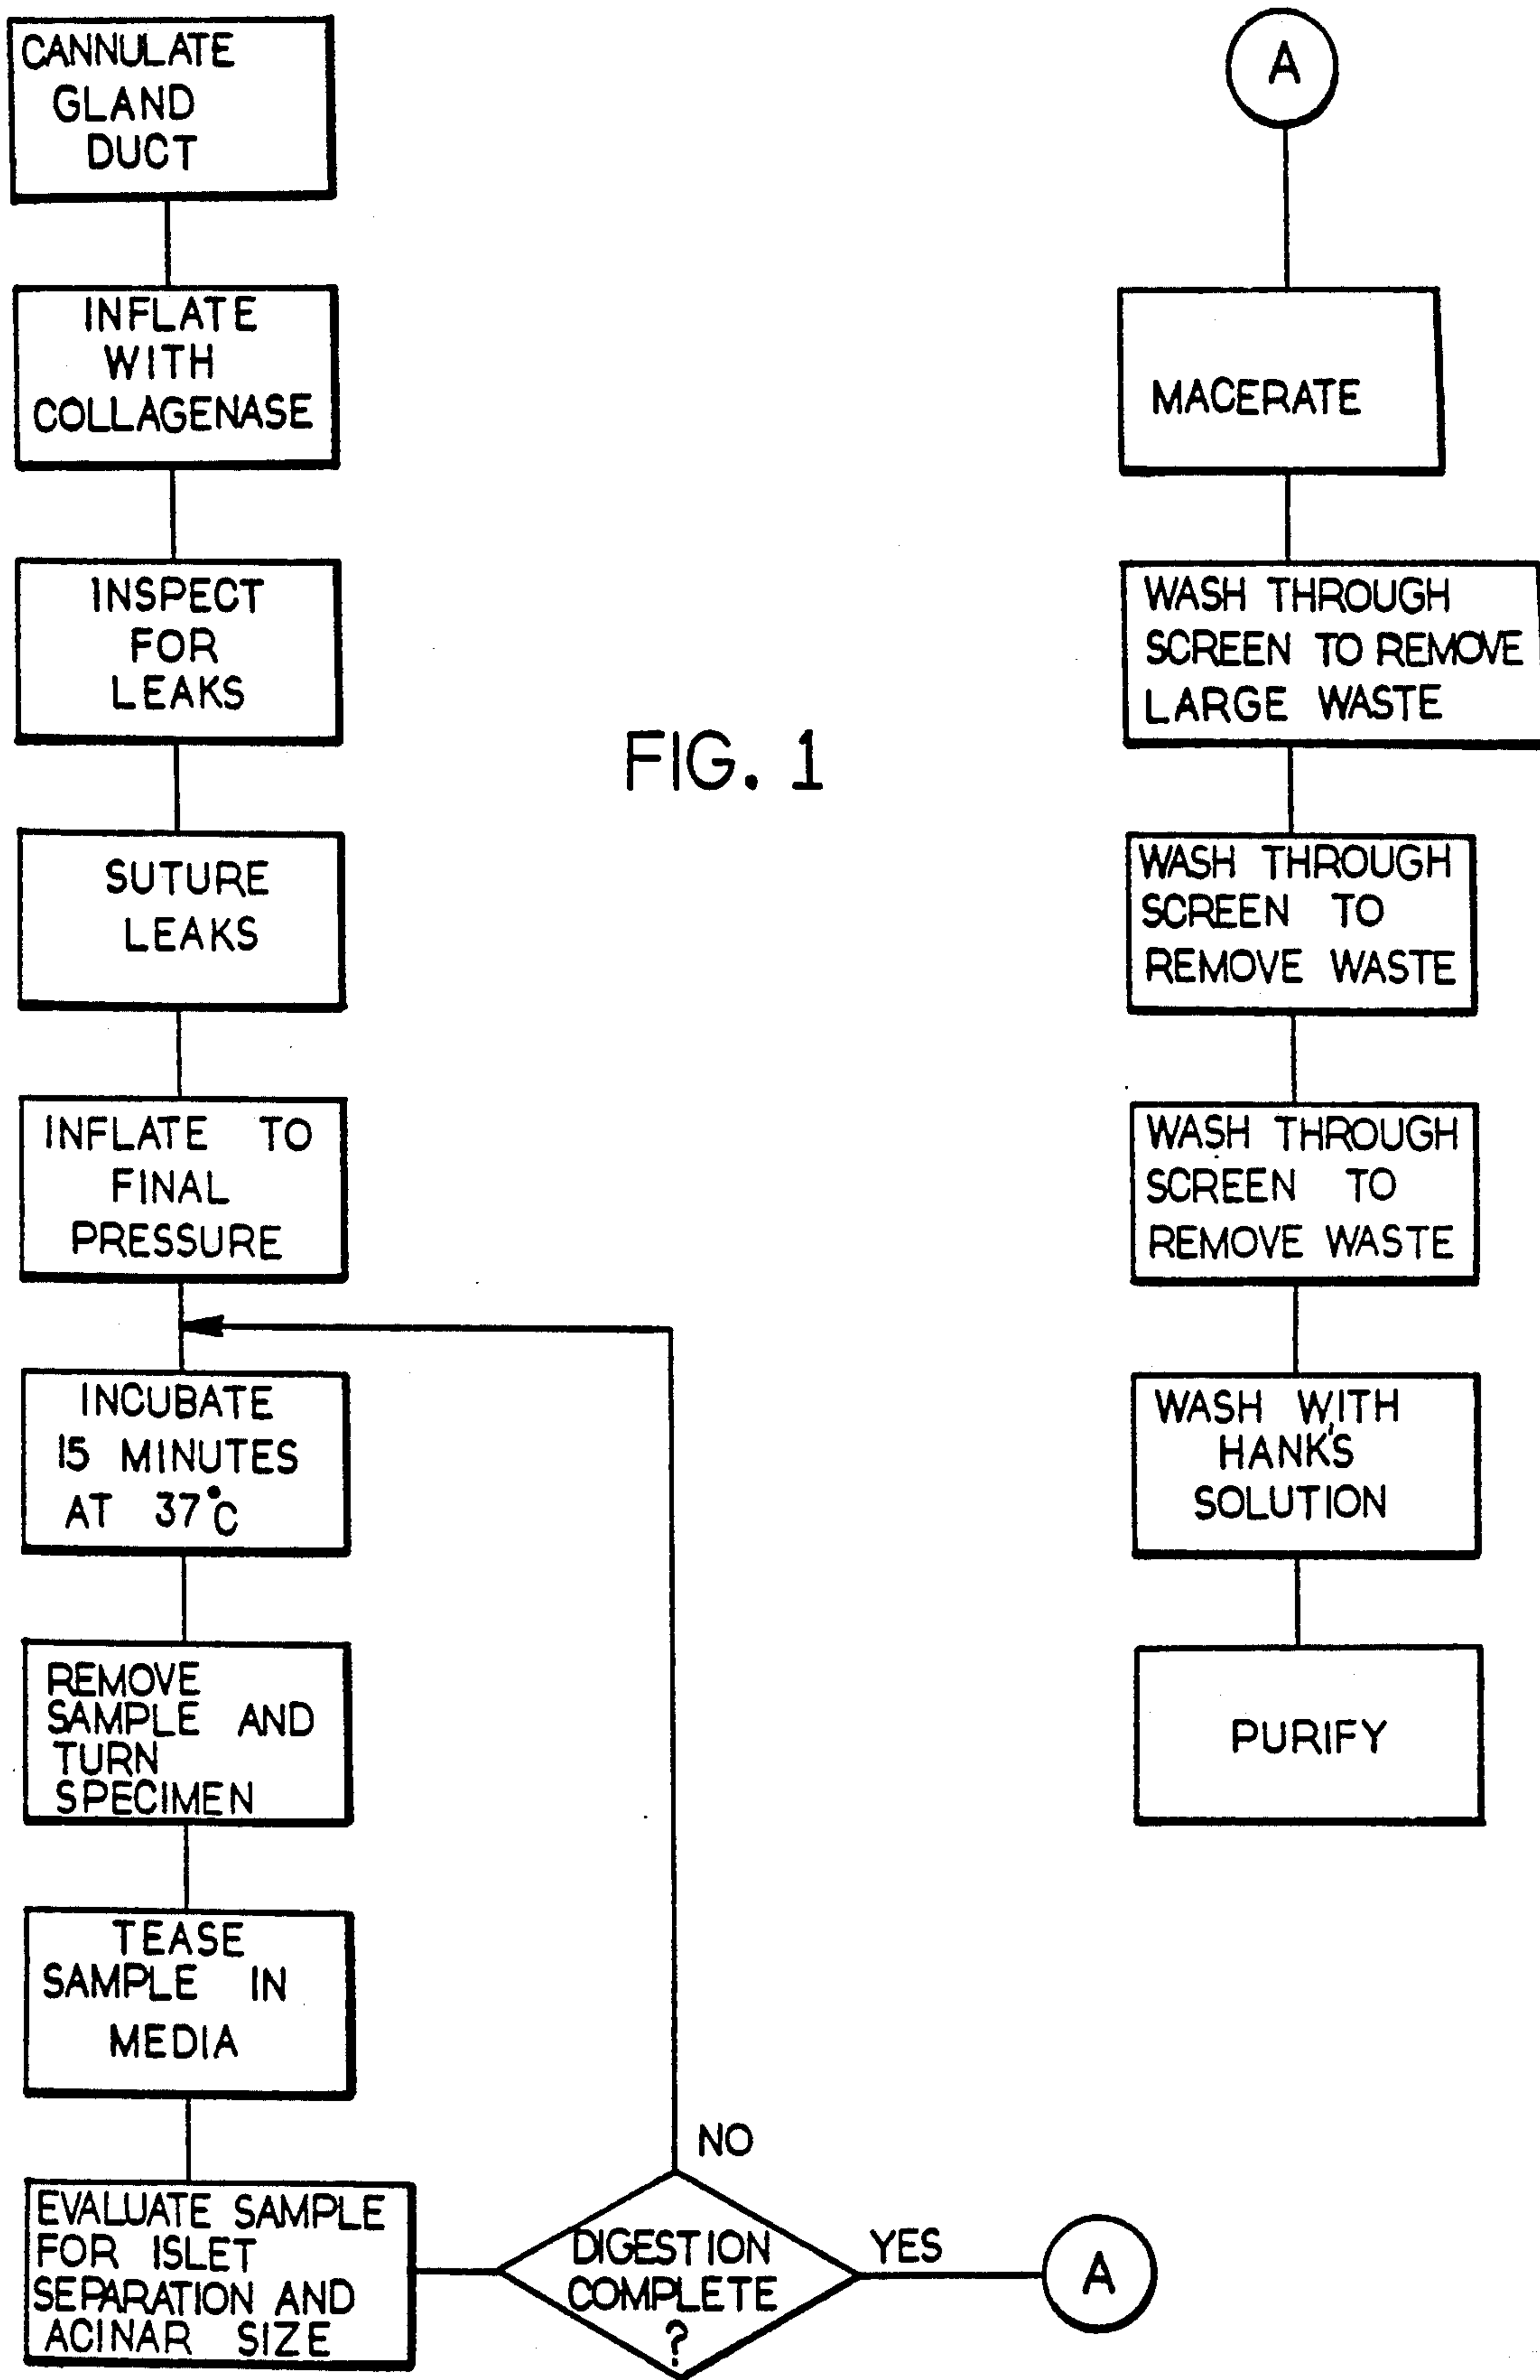 CANNULATE
GLAND
DUCT
INFLATE
WITH
COLLAGENASE
INSPECT
FOR
LEAKS
SUTURE
LEAKS
INFLATE TO
FINAL
PRESSURE
INCUBATE
15 MINUTES
AT 37°C
REMOVE
SAMPLE AND
TURN
SPECIMEN
TEASE
SAMPLE IN
MEDIA
EVALUATE SAMPLE
FOR ISLET
SEPARATION AND
ACINAR SIZE
DIGESTION
COMPLETE
?
NO
YES
A
FIG. 1
A
MACERATE
WASH THROUGH
SCREEN TO REMOVE
LARGE WASTE
WASH THROUGH
SCREEN TO
REMOVE WASTE
WASH THROUGH
SCREEN TO
REMOVE WASTE
WASH WITH
HANK'S
SOLUTION
PURIFY